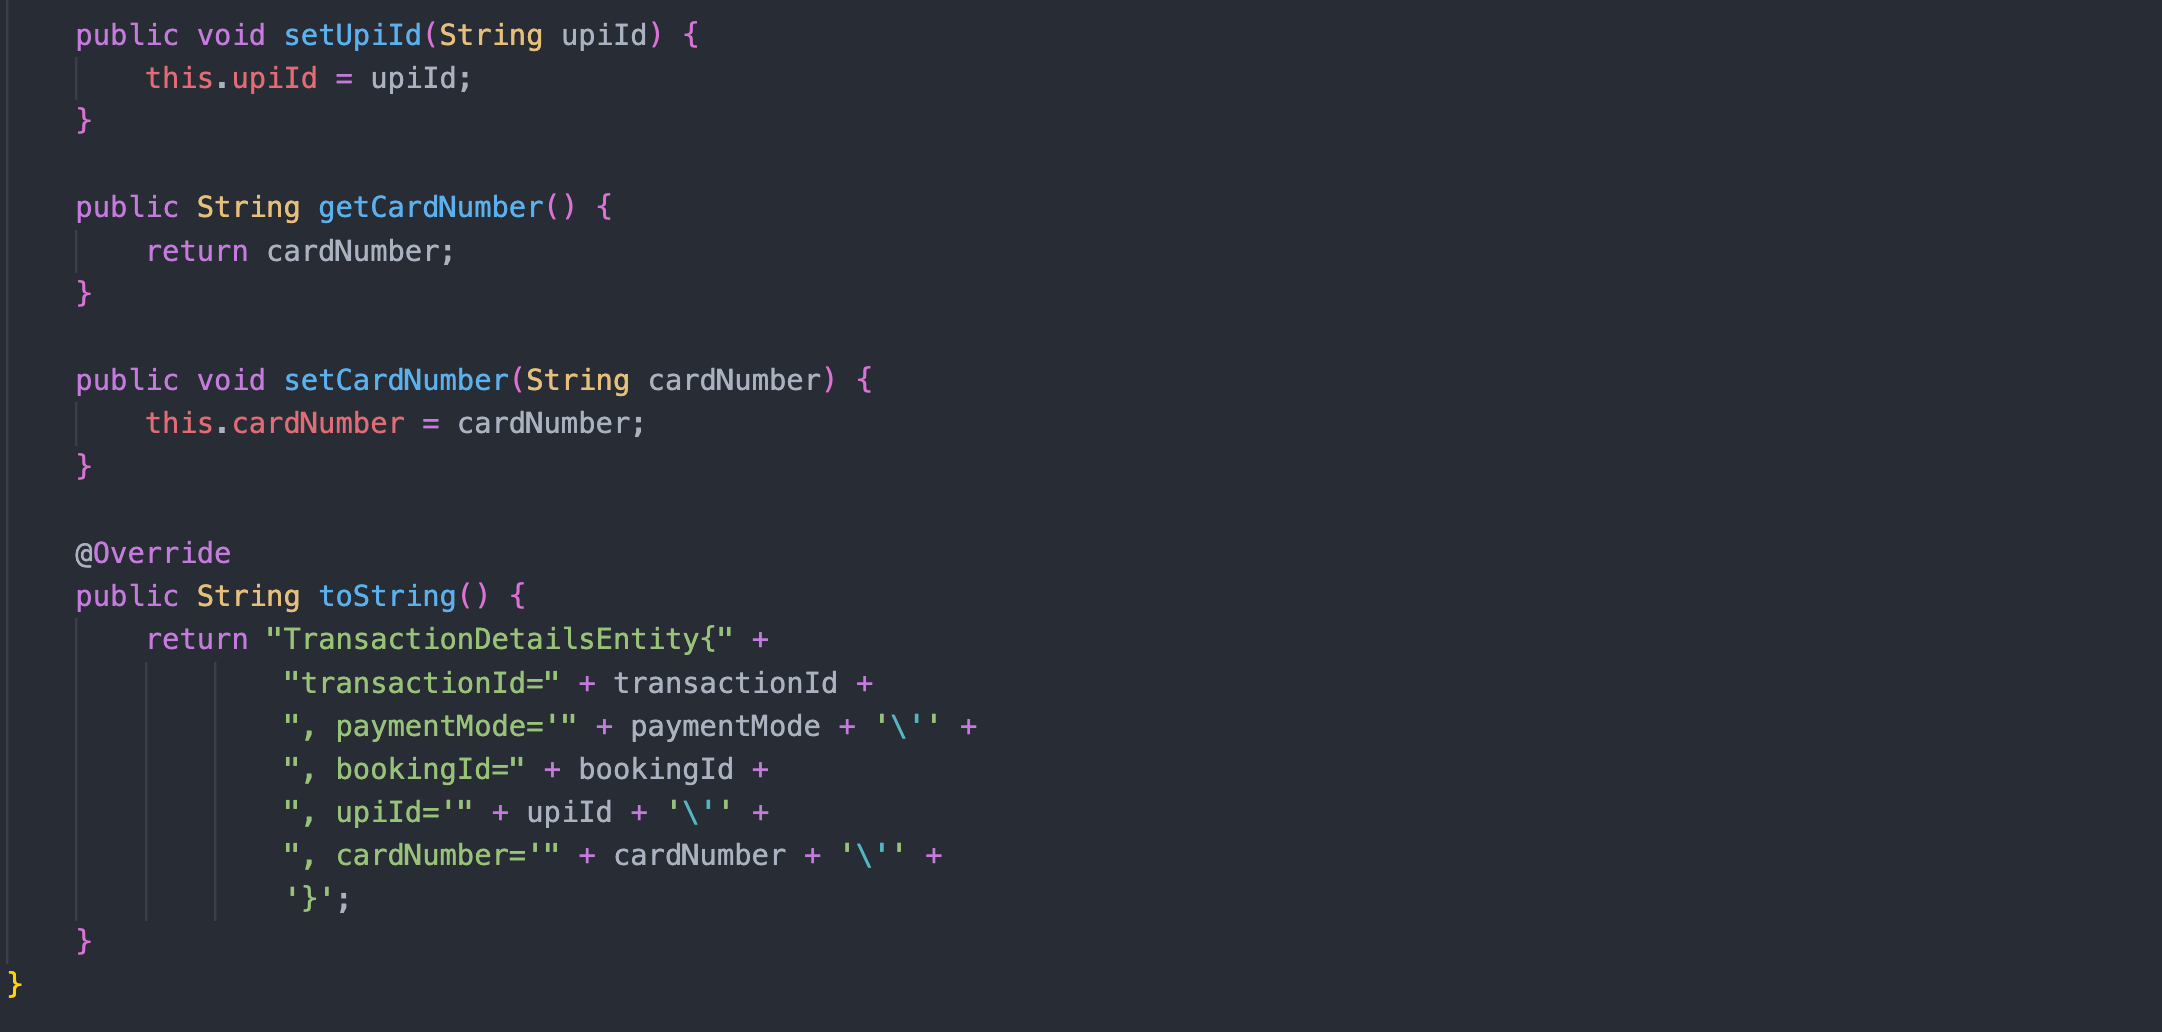 public void setUpiId(String upiId) {
this.upiId = upiId;
}
public String getCardNumber() {
return cardNumber;
}
public void setCardNumber(String cardNumber) {
this.cardNumber = cardNumber;
}
@Override
public String toString() {
return "TransactionDetailsEntity{" +
"transactionId=" + transactionId +
", paymentMode='" + paymentMode + '\'' +
", bookingId=" + bookingId +
", upiId='" + upiId + '\'' +
", cardNumber='" + cardNumber + '\'' +
'}';
}
}